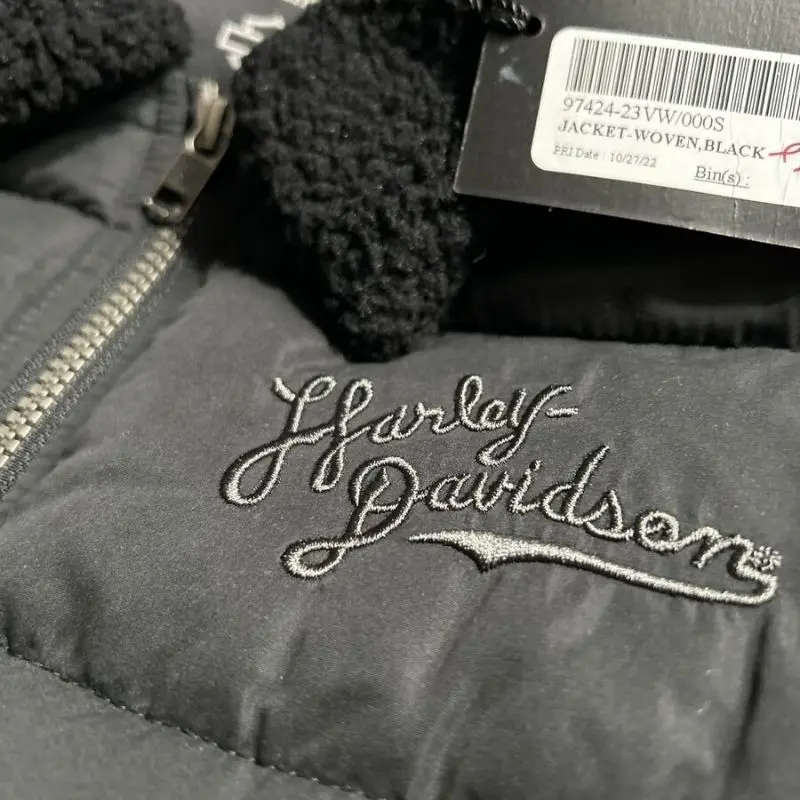 97424-23VW/000S
JACKET-WOVEN,BLACK
PRI Date : 10/27/22
Bin(s) :
Harley-
Davidson